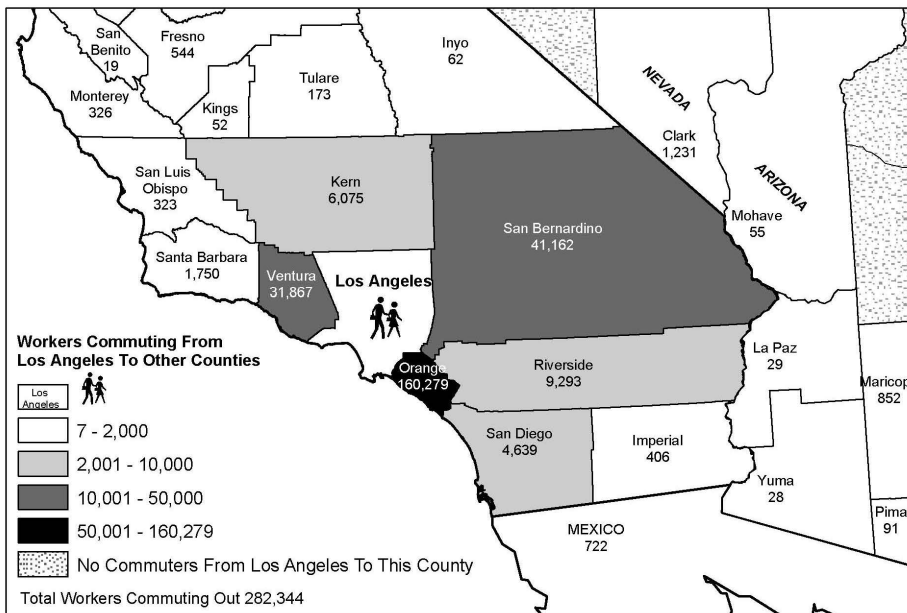 San
Benito
19
Fresno
544
Inyo
62
Tulare
173
Monterey
326
Kings
52
NEVADA
Clark
1,231
ARIZONA
San Luis
Obispo
323
Kern
6,075
San Bernardino
41,162
Mohave
55
Santa Barbara
1,750
Ventura
31,867
Los Angeles
Orange
160,279
Riverside
9,293
La Paz
29
Maricop
852
San Diego
4,639
Imperial
406
Yuma
28
Pima
91
MEXICO
722
Workers Commuting From
Los Angeles To Other Counties
Los
Angeles
7 - 2,000
2,001 - 10,000
10,001 - 50,000
50,001 - 160,279
No Commuters From Los Angeles To This County
Total Workers Commuting Out 282,344